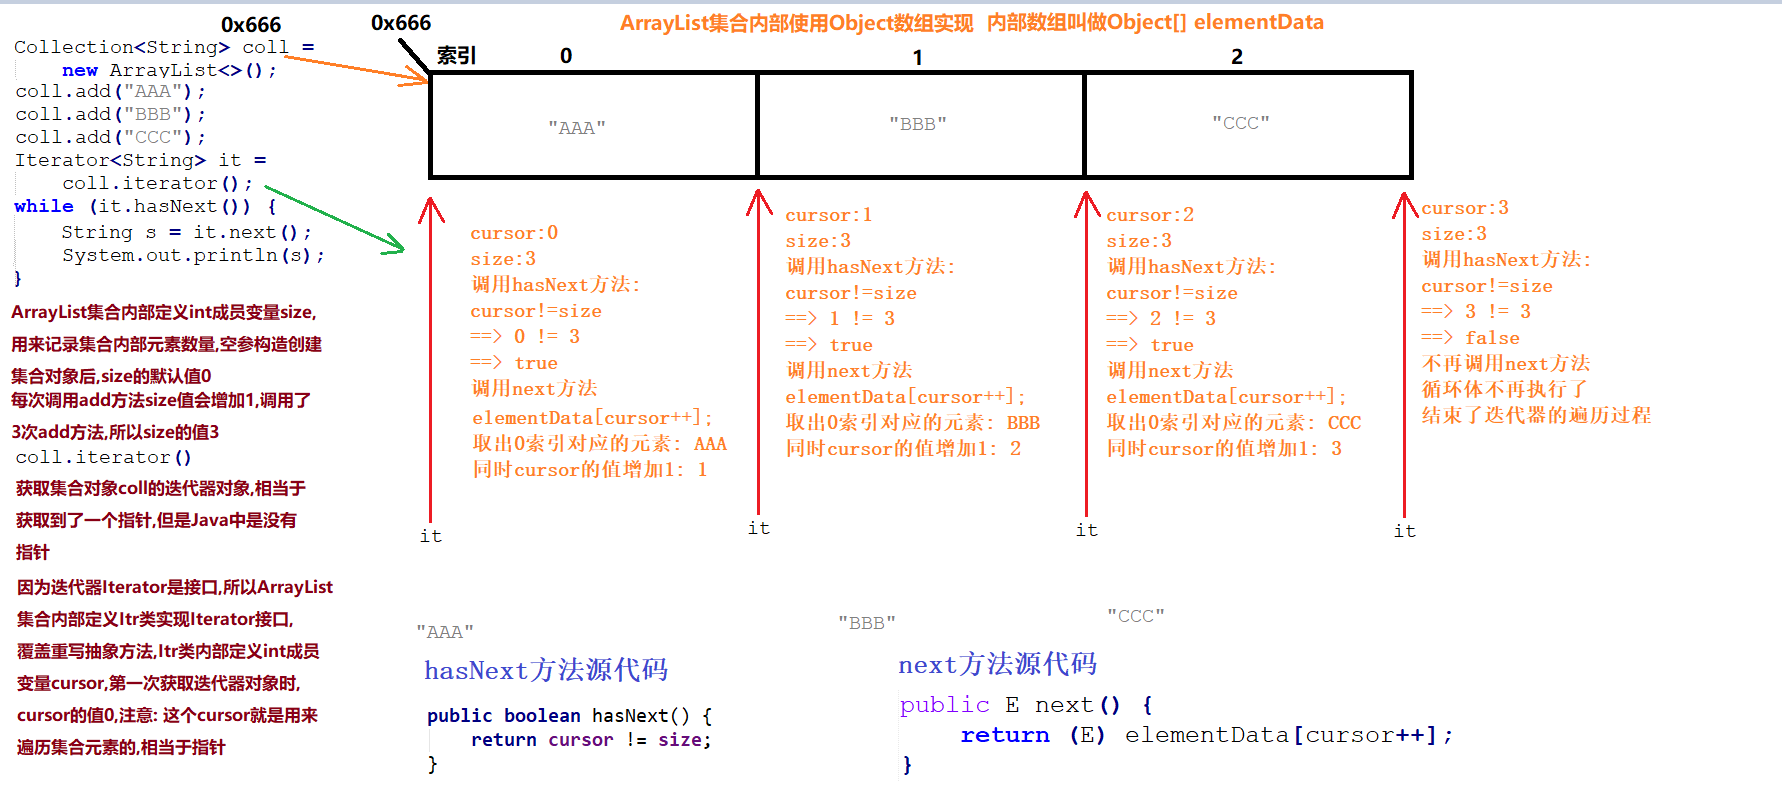 0x666
0x666
ArrayList集合内部使用Object数组实现  内部数组叫做Object[] elementData
Collection<String> coll =
new ArrayList<>();
coll.add("AAA");
coll.add("BBB");
coll.add("CCC");
Iterator<String> it =
coll.iterator();
while (it.hasNext()) {
String s = it.next();
System.out.println(s);
}
索引
0
1
2
"AAA"
"BBB"
"CCC"
ArrayList集合内部定义int成员变量size,
用来记录集合内部元素数量,空参构造创建
集合对象后,size的默认值0
每次调用add方法size值会增加1,调用了
3次add方法,所以size的值3
coll.iterator()
获取集合对象coll的迭代器对象,相当于
获取到了一个指针,但是Java中是没有
指针
因为迭代器Iterator是接口,所以ArrayList
集合内部定义Itr类实现Iterator接口,
覆盖重写抽象方法,Itr类内部定义int成员
变量cursor,第一次获取迭代器对象时,
cursor的值0,注意: 这个cursor就是用来
遍历集合元素的,相当于指针
cursor:0
size:3
调用hasNext方法:
cursor!=size
==> 0 != 3
==> true
调用next方法
elementData[cursor++];
取出0索引对应的元素: AAA
同时cursor的值增加1: 1
it
cursor:1
size:3
调用hasNext方法:
cursor!=size
==> 1 != 3
==> true
调用next方法
elementData[cursor++];
取出0索引对应的元素: BBB
同时cursor的值增加1: 2
it
cursor:2
size:3
调用hasNext方法:
cursor!=size
==> 2 != 3
==> true
调用next方法
elementData[cursor++];
取出0索引对应的元素: CCC
同时cursor的值增加1: 3
it
cursor:3
size:3
调用hasNext方法:
cursor!=size
==> 3 != 3
==> false
不再调用next方法
循环体不再执行了
结束了迭代器的遍历过程
it
"AAA"
"BBB"
"CCC"
hasNext方法源代码
public boolean hasNext() {
return cursor != size;
}
next方法源代码
public E next() {
return (E) elementData[cursor++];
}